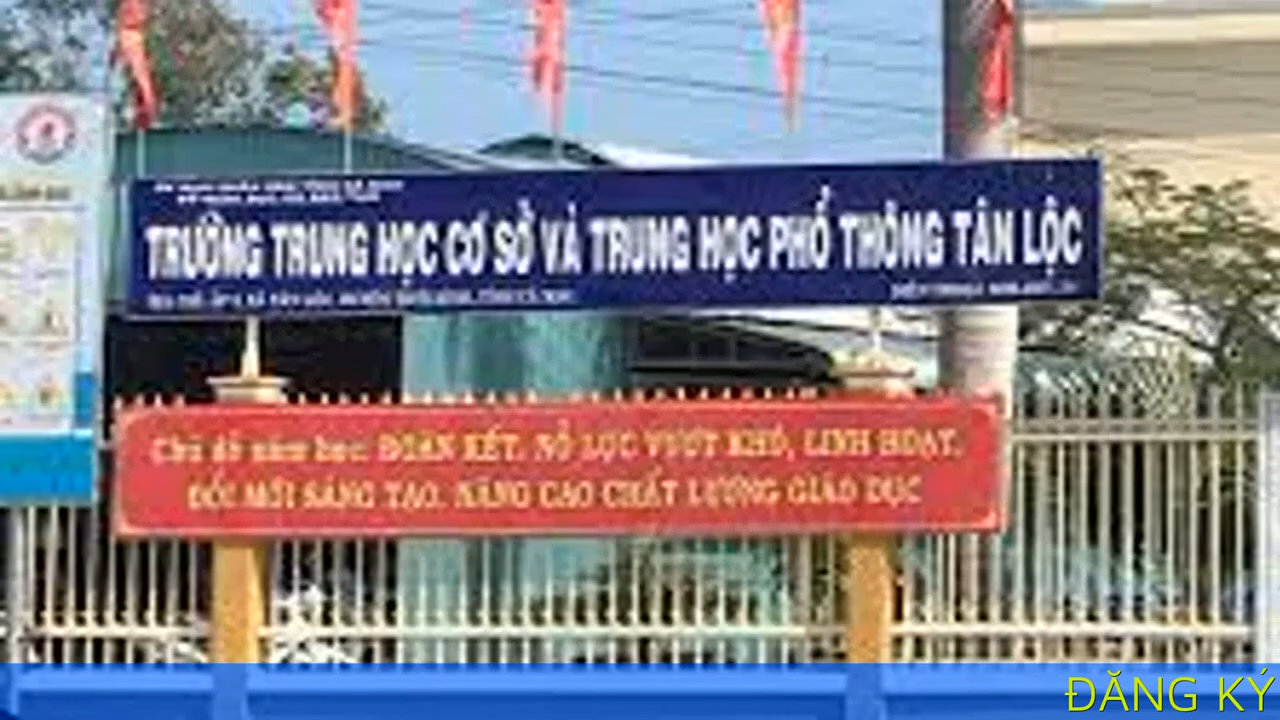 TRƯỜNG TRUNG HỌC CƠ SỞ VÀ TRUNG HỌC PHỔ THÔNG TÂN LỘC
Chủ đề năm học: ĐOÀN KẾT, NỖ LỰC VƯỢT KHÓ, LINH HOẠT,
ĐỔI MỚI SÁNG TẠO, NÂNG CAO CHẤT LƯỢNG GIÁO DỤC
ĐĂNG KÝ